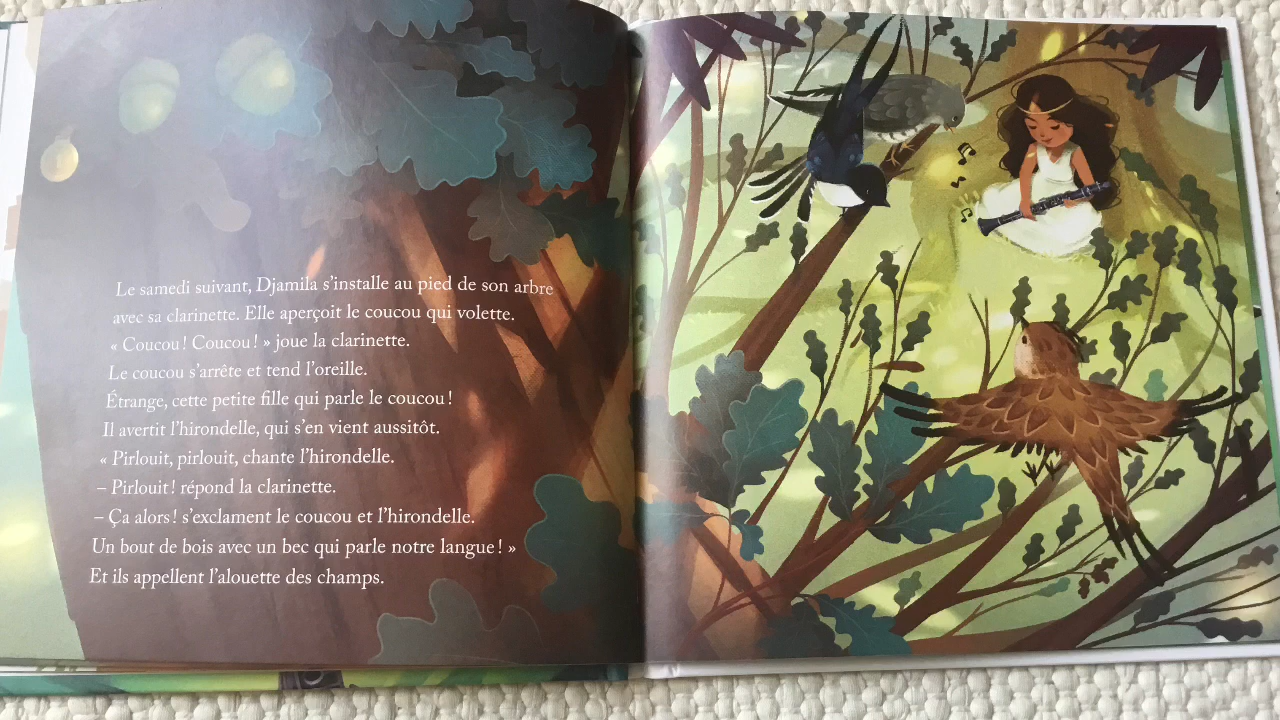 Le samedi suivant, Djamila s'installe au pied de son arbre
avec sa clarinette. Elle aperçoit le coucou qui volette.
« Coucou ! Coucou ! » joue la clarinette.
Le coucou s'arrête et tend l'oreille.
Étrange, cette petite fille qui parle le coucou !
Il avertit l'hirondelle, qui s'en vient aussitôt.
« Pirlouit, pirlouit, chante l'hirondelle.
– Pirlouit ! répond la clarinette.
– Ça alors ! s'exclament le coucou et l'hirondelle.
Un bout de bois avec un bec qui parle notre langue ! »
Et ils appellent l'alouette des champs.